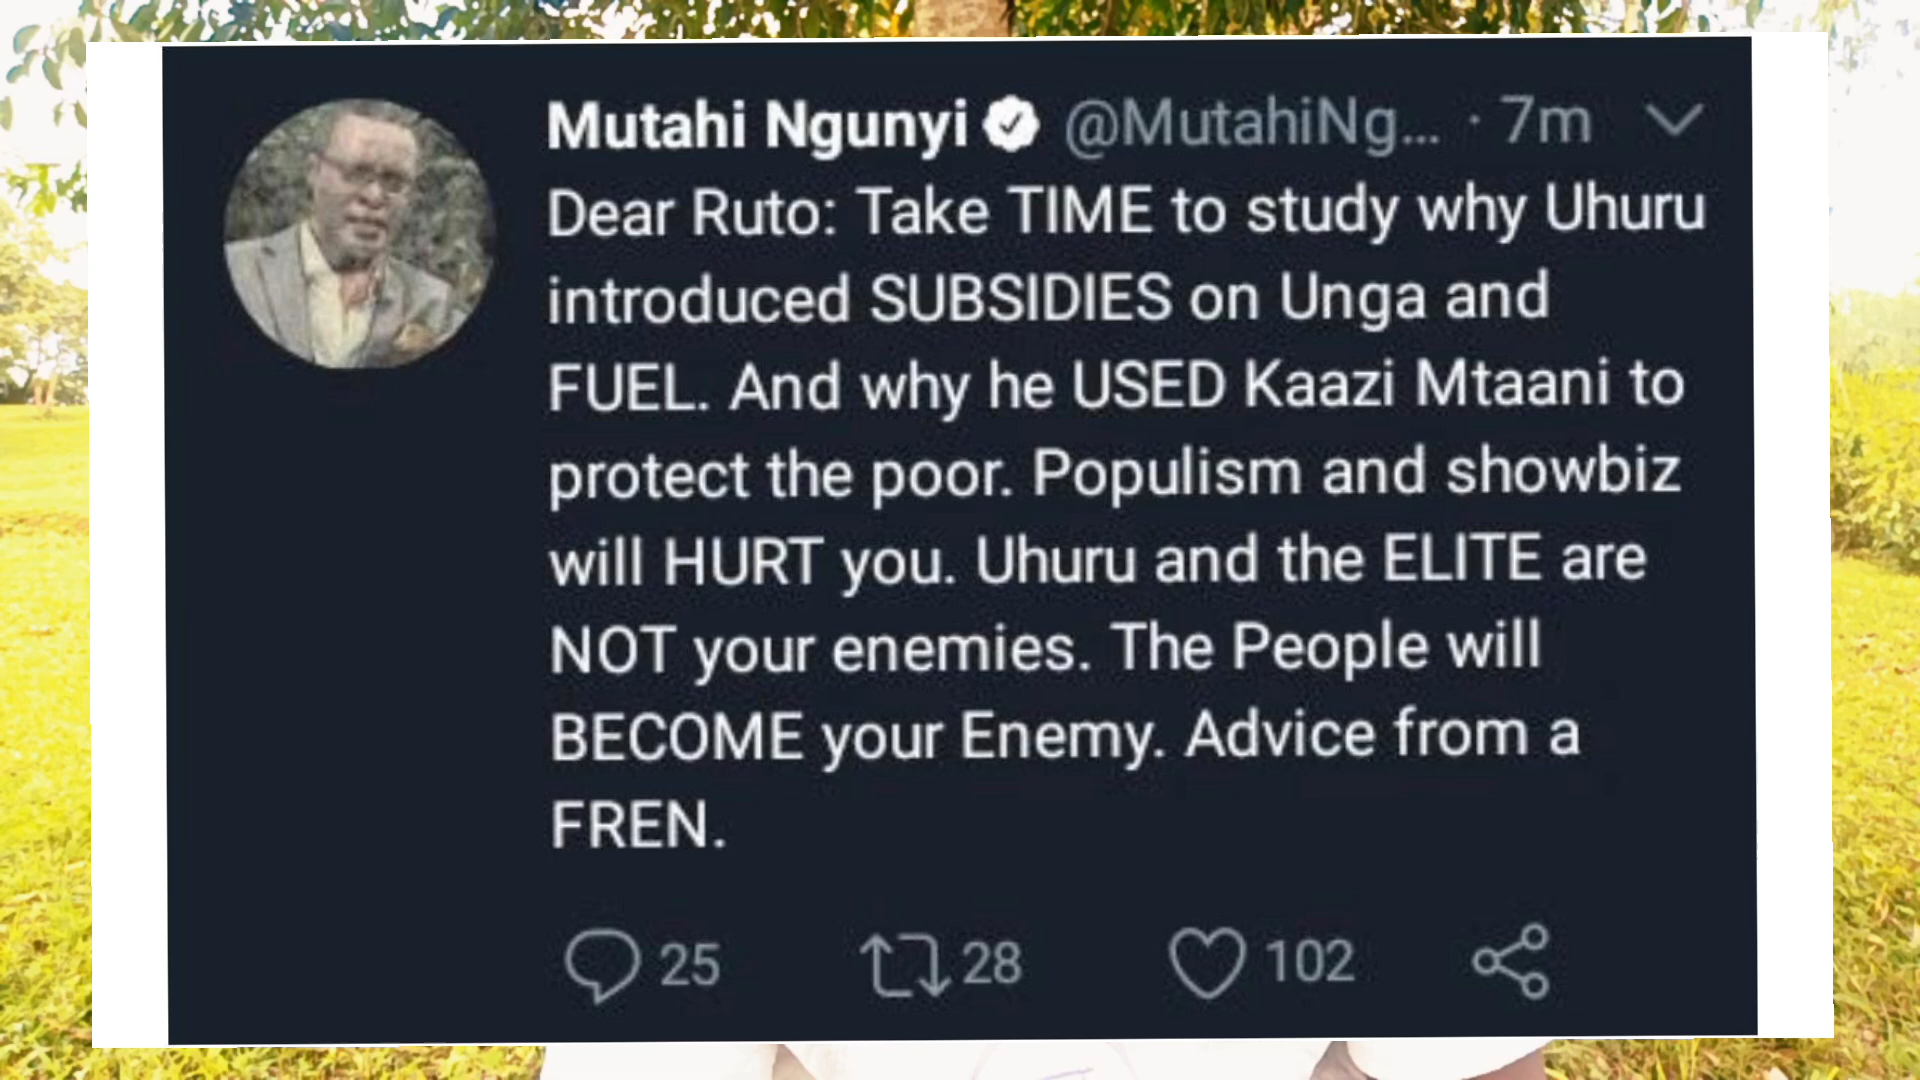 Mutahi Ngunyi @MutahiNg... · 7m
Dear Ruto: Take TIME to study why Uhuru
introduced SUBSIDIES on Unga and
FUEL. And why he USED Kaazi Mtaani to
protect the poor. Populism and showbiz
will HURT you. Uhuru and the ELITE are
NOT your enemies. The People will
BECOME your Enemy. Advice from a
FREN.
25 28 102